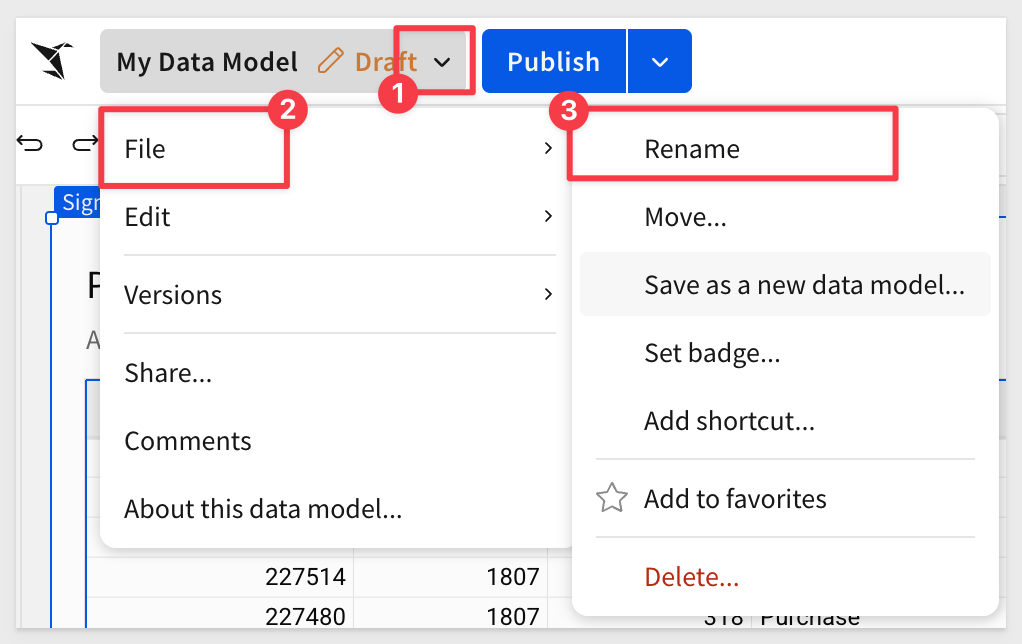 My Data Model Draft Publish
1
2
3
File
Rename
Edit
Move...
Versions
Save as a new data model...
Set badge...
Share...
Add shortcut...
Comments
Add to favorites
About this data model...
227514 1807
Delete...
227480 1807 318 Purchase